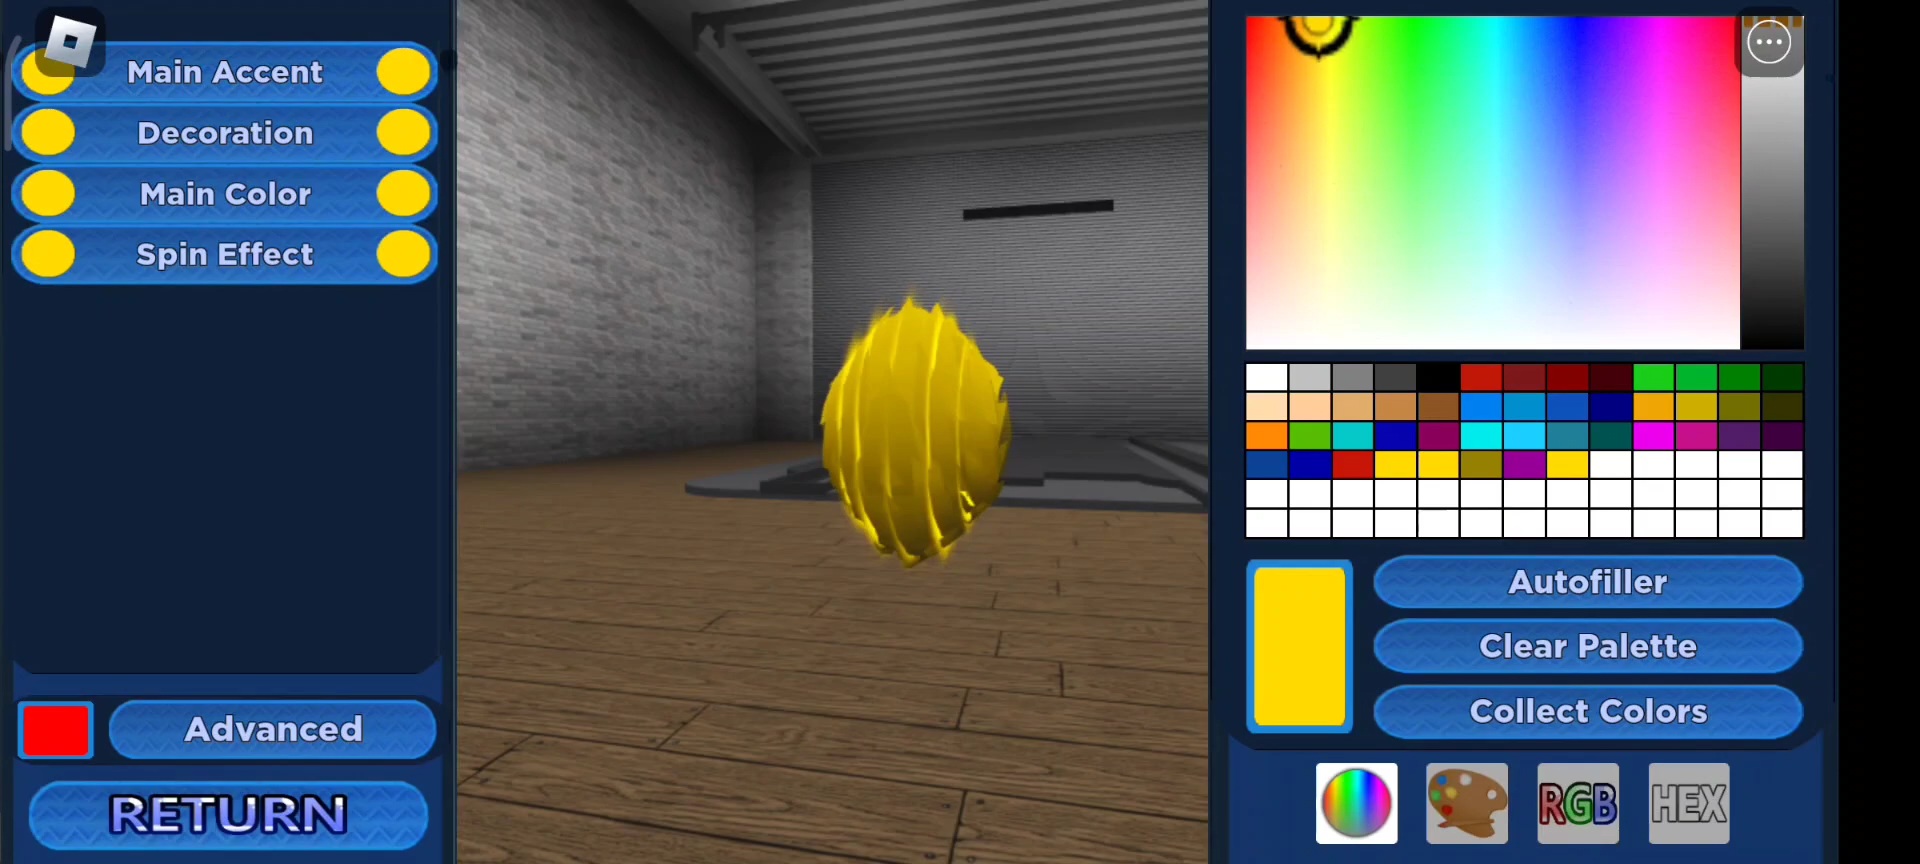 Main Accent
Decoration
Main Color
Spin Effect
Advanced
RETURN
Autofiller
Clear Palette
Collect Colors
RGB
HEX